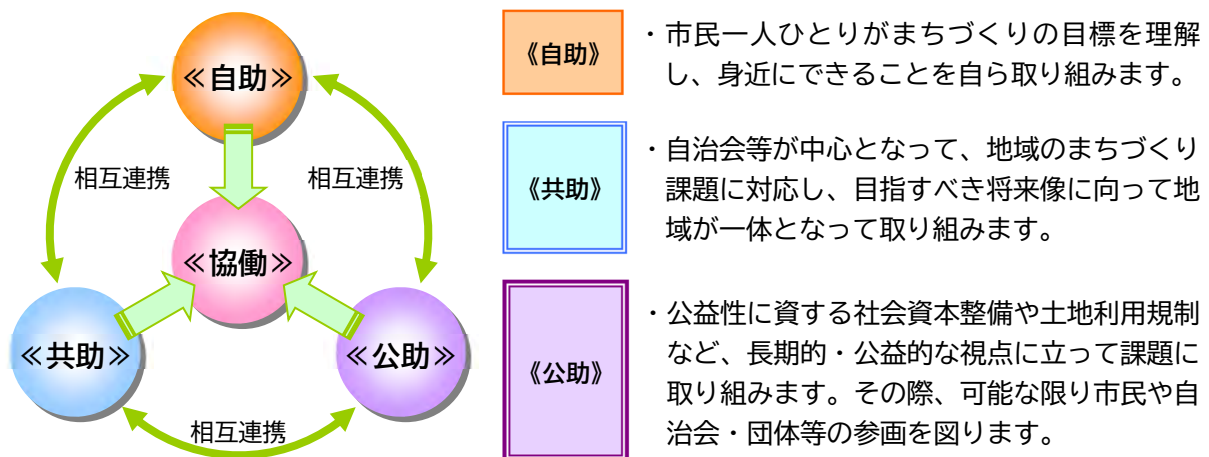 ≪自助≫
相互連携
相互連携
≪協働≫
≪共助≫
≪公助≫
相互連携
《自助》
・市民一人ひとりがまちづくりの目標を理解
し、身近にできることを自ら取り組みます。
《共助》
・自治会等が中心となって、地域のまちづくり
課題に対応し、目指すべき将来像に向って地
域が一体となって取り組みます。
《公助》
・公益性に資する社会資本整備や土地利用規制
など、長期的・公益的な視点に立って課題に
取り組みます。その際、可能な限り市民や自
治会・団体等の参画を図ります。